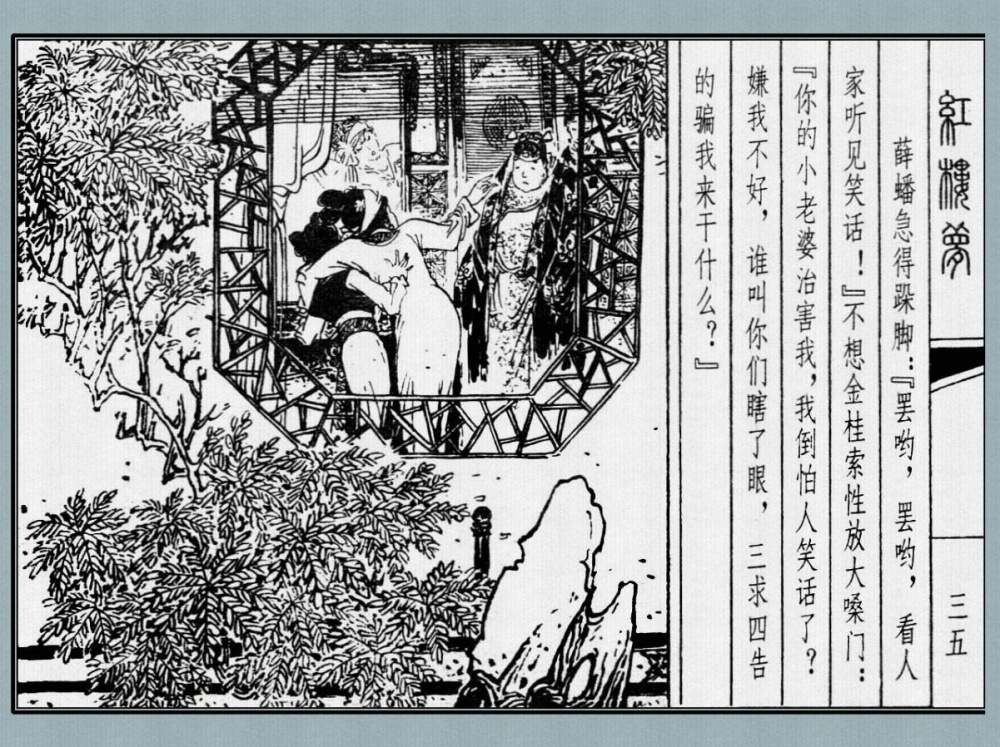 红楼梦
三五
薛蟠急得跺脚：『罢哟，罢哟，看人
家听见笑话！』不想金桂索性放大嗓门：
『你的小老婆治害我，我倒怕人笑话了？
嫌我不好，谁叫你们瞎了眼，三求四告
的骗我来干什么？』